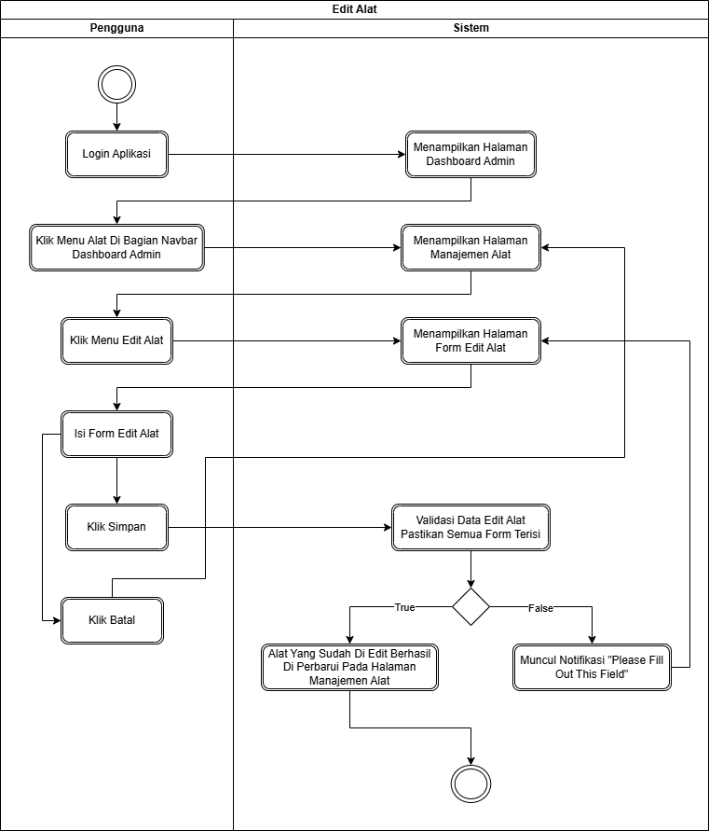 Edit Alat
Pengguna
Sistem
Login Aplikasi
Menampilkan Halaman
Dashboard Admin
Klik Menu Alat Di Bagian Navbar
Dashboard Admin
Menampilkan Halaman
Manajemen Alat
Klik Menu Edit Alat
Menampilkan Halaman
Form Edit Alat
Isi Form Edit Alat
Klik Simpan
Validasi Data Edit Alat
Pastikan Semua Form Terisi
Klik Batal
True
False
Alat Yang Sudah Di Edit Berhasil
Di Perbarui Pada Halaman
Manajemen Alat
Muncul Notifikasi "Please Fill
Out This Field"